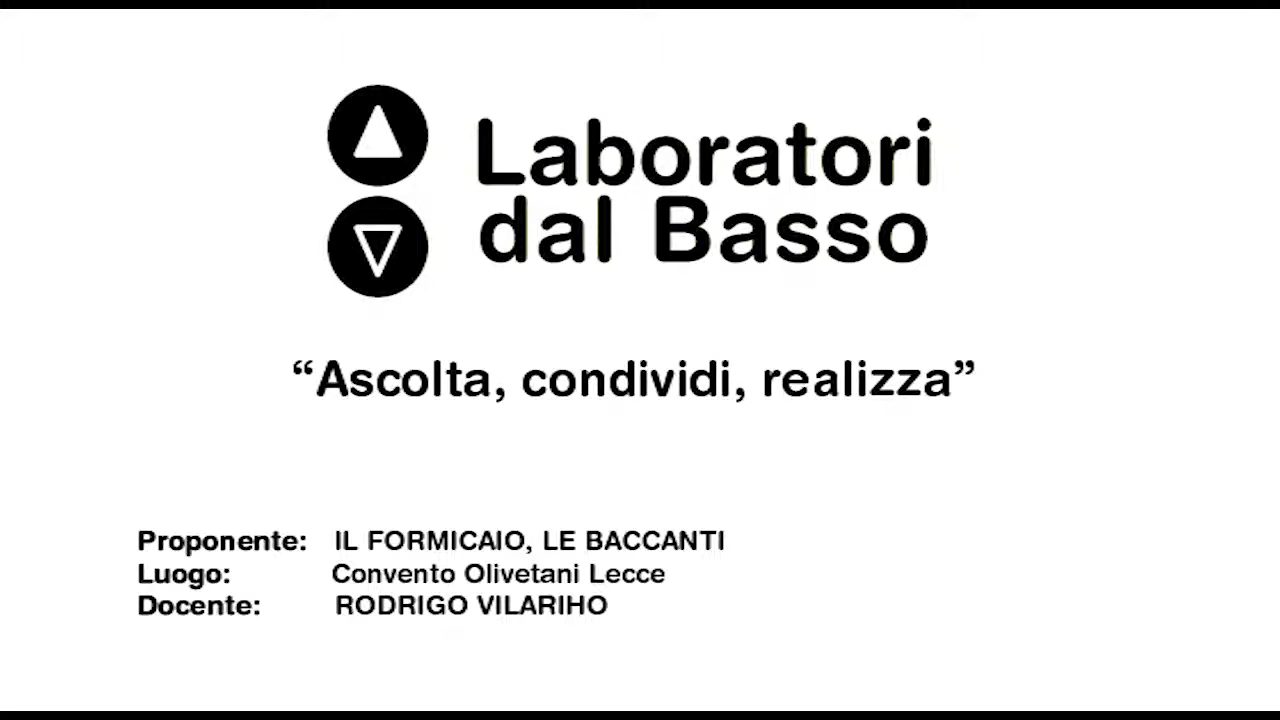 Laboratori
dal Basso
“Ascolta, condividi, realizza”
Proponente: IL FORMICAIO, LE BACCANTI
Luogo: Convento Olivetani Lecce
Docente: RODRIGO VILARIHO